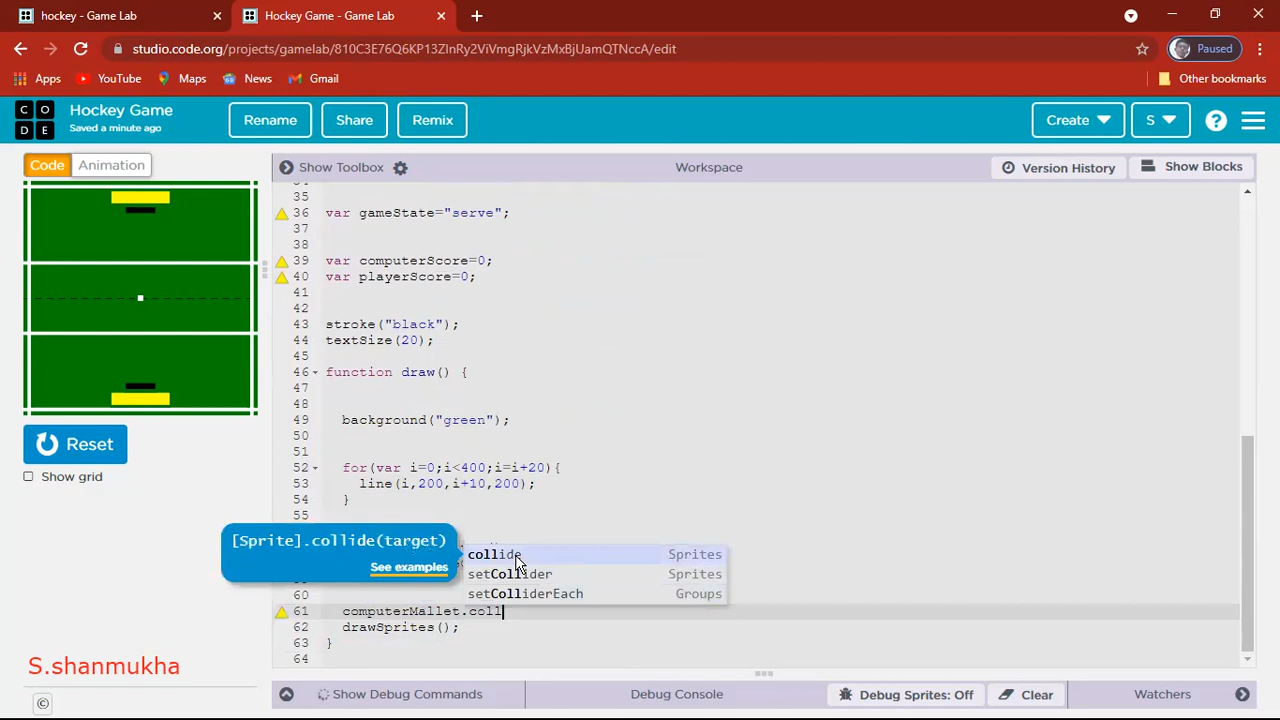 hockey - Game Lab
Hockey Game - Game Lab
studio.code.org/projects/gamelab/810C3E76Q6KP13ZlnRy2ViVmgRjkVzMxBjUamQTNccA/edit
Paused
Apps YouTube Maps News Gmail Other bookmarks
C O
D E
Hockey Game
Saved a minute ago
Rename Share Remix Create S ?
Code Animation
Show Toolbox Workspace Version History Show Blocks
35
36 var gameState="serve";
37
38
39 var computerScore=0;
40 var playerScore=0;
41
42
43 stroke("black");
44 textSize(20);
45
46 function draw() {
47
48
49 background("green");
50
51
52 for(var i=0;i<400;i=i+20){
53 line(i,200,i+10,200);
54 }
55
[Sprite].collide(target)
See examples
collide Sprites
setCollider Sprites
setColliderEach Groups
60
61 computerMallet.coll
62 drawSprites();
63 }
64
Reset
Show grid
S.shanmukha
©
Show Debug Commands Debug Console Debug Sprites: Off Clear Watchers